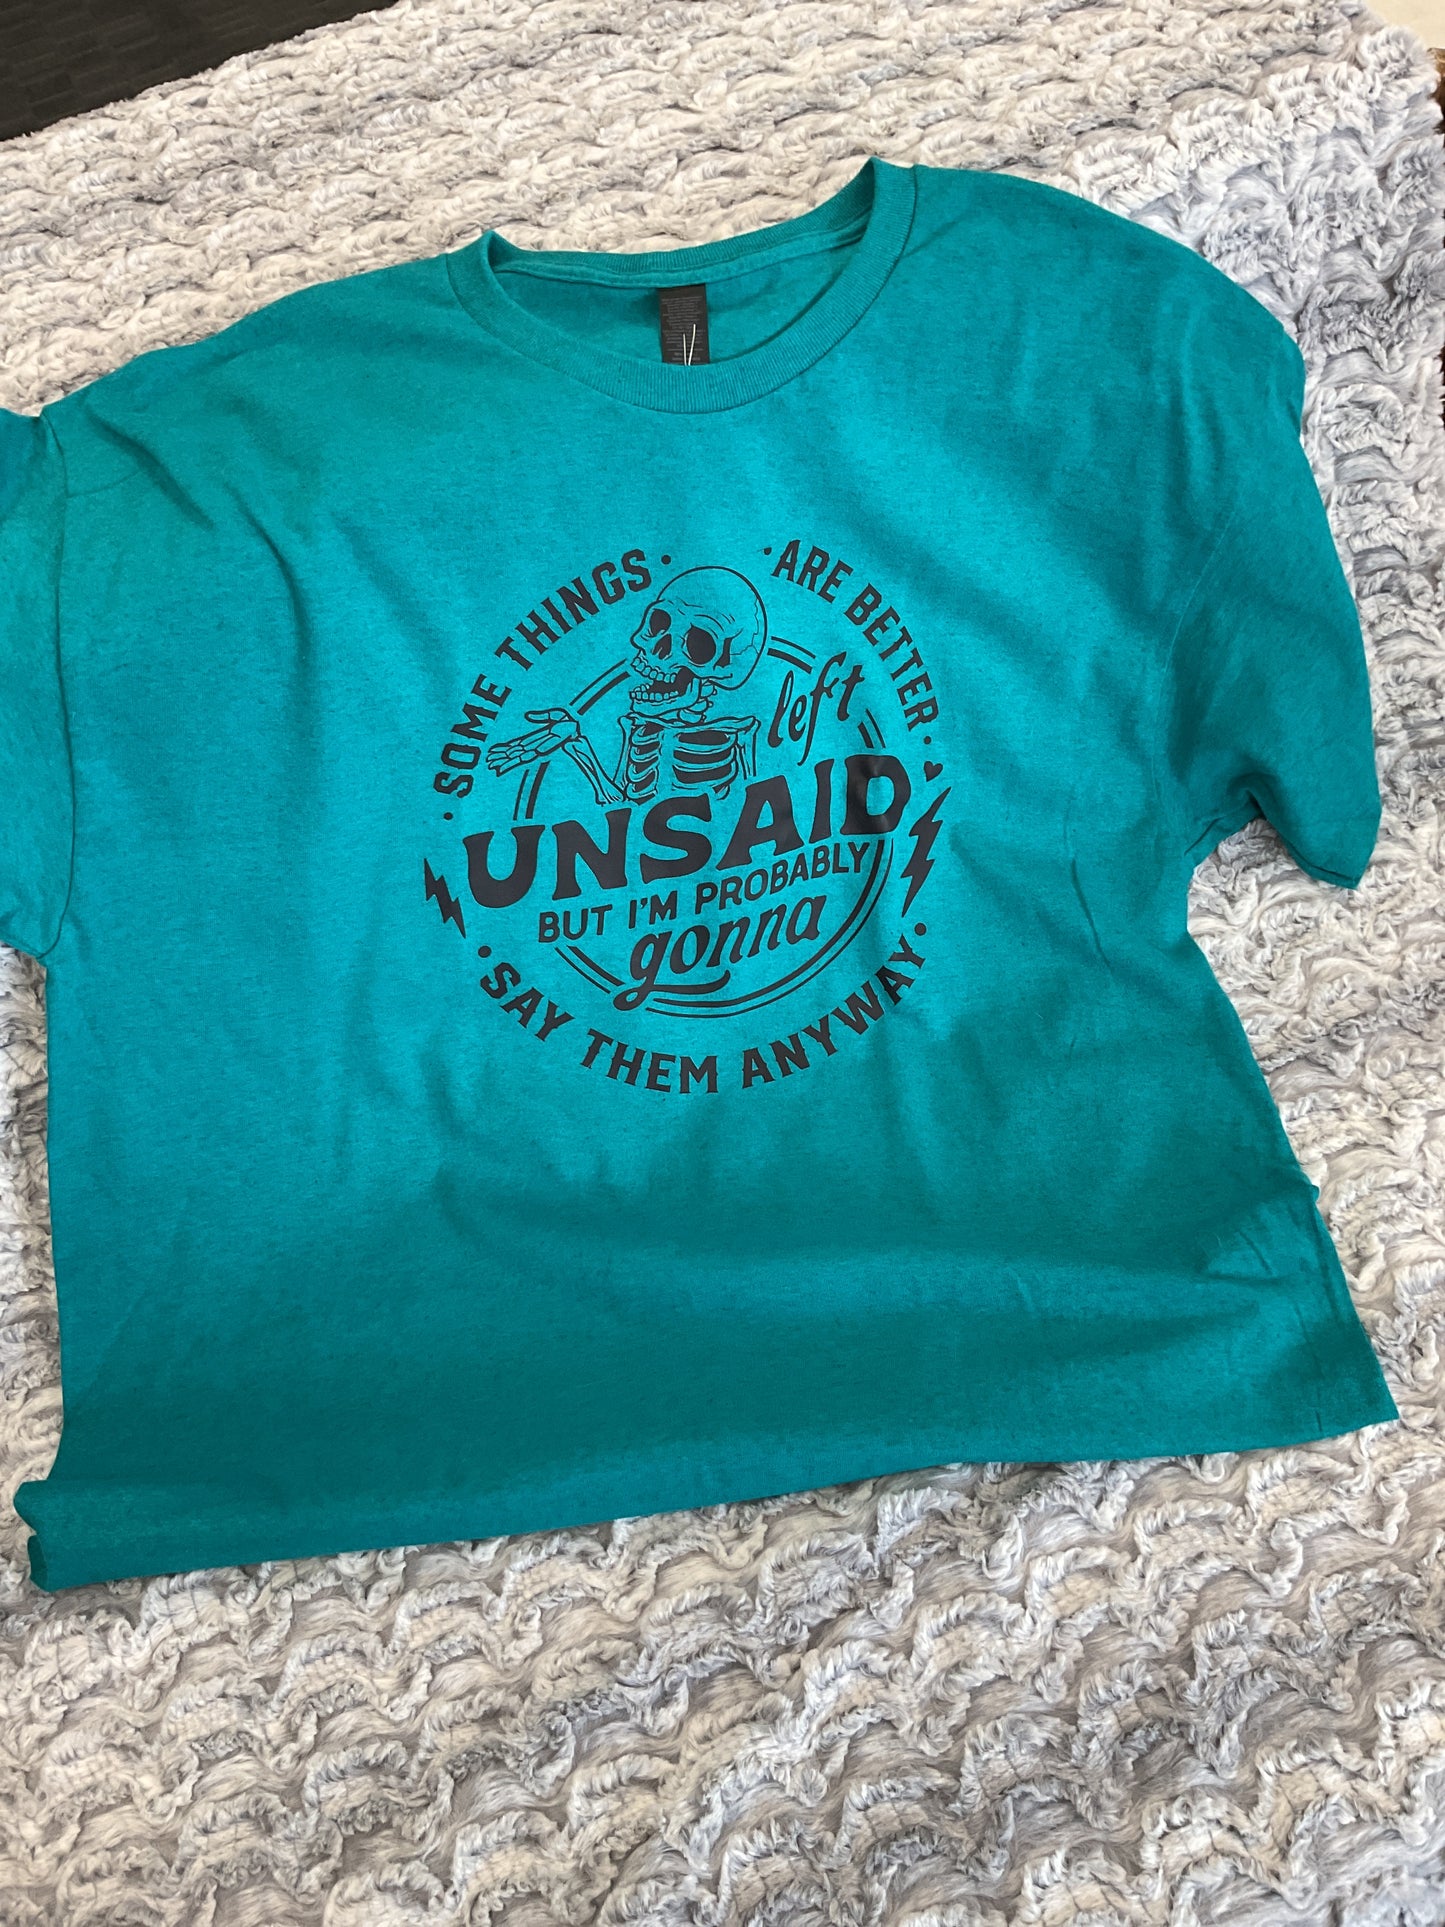 SOME THINGS
ARE BETTER
left
UNSAID
BUT I'M PROBABLY
gonna
SAY THEM ANYWAY